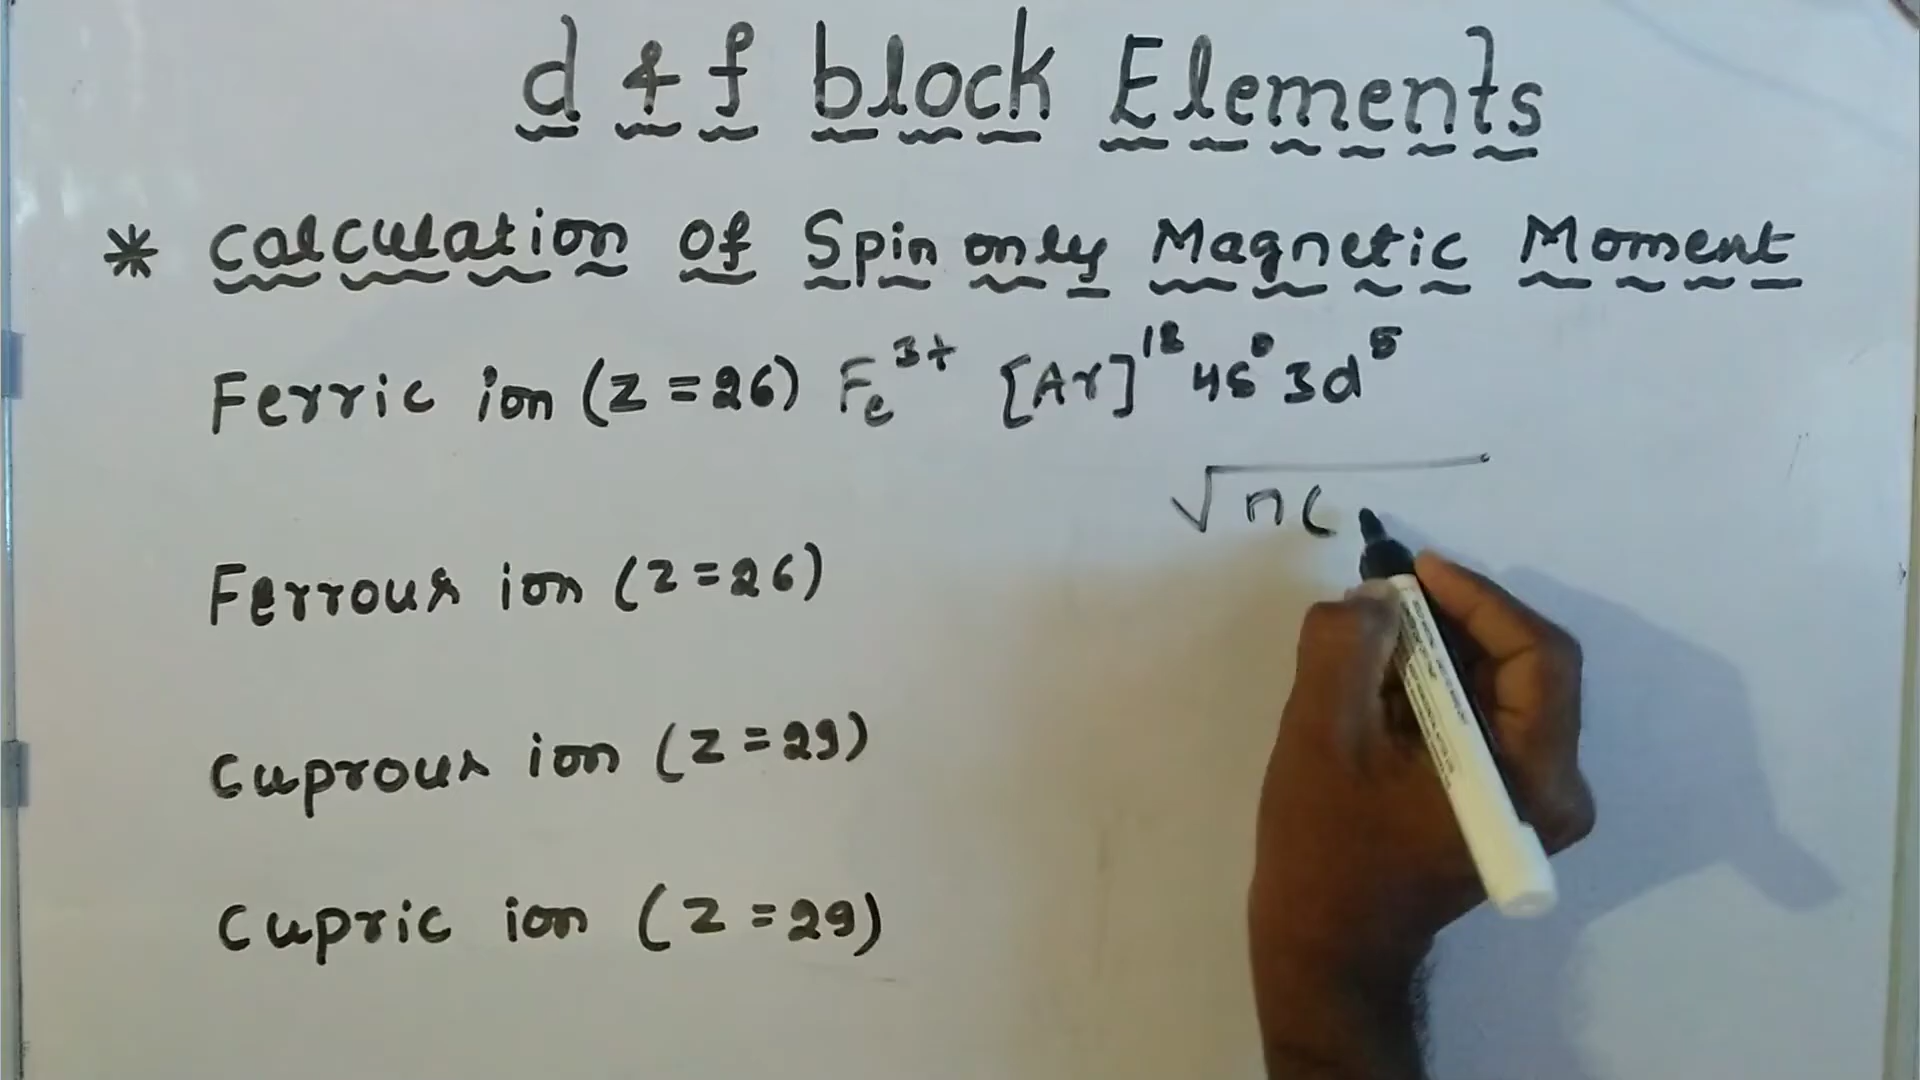 d & f block Elements
* Calculation of Spin only Magnetic Moment
Ferric ion (Z=26) Fe³⁺ [Ar]¹⁸ 4s⁰ 3d⁵
√n(
Ferrous ion (Z=26)
Cuprous ion (Z=29)
Cupric ion (Z=29)